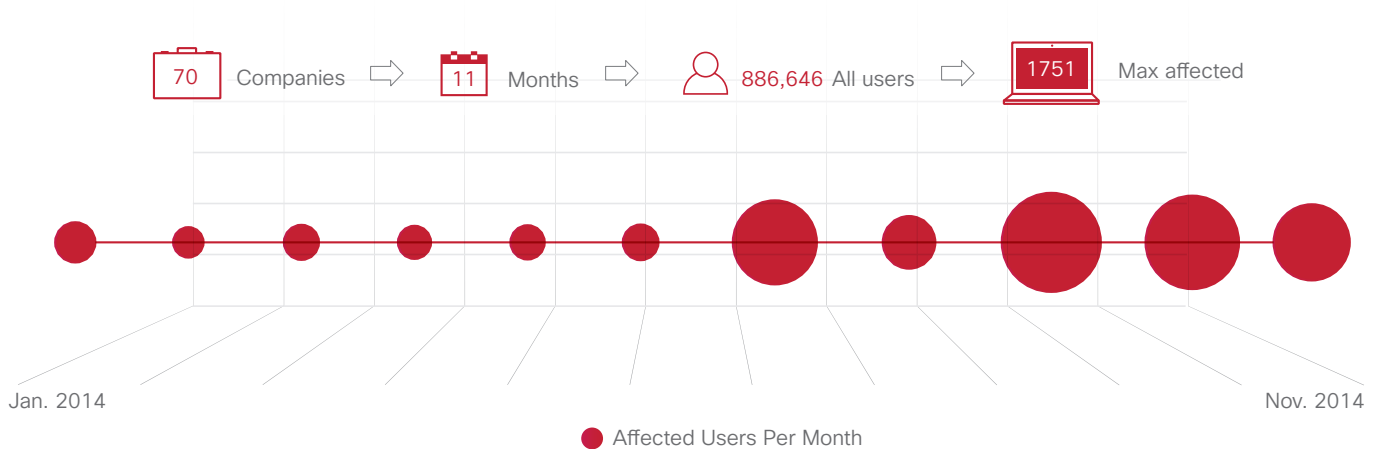 70 Companies
11 Months
886,646 All users
1751 Max affected
Jan. 2014
Nov. 2014
Affected Users Per Month